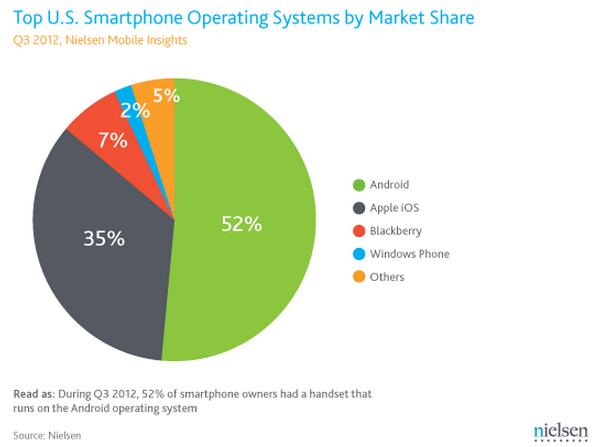 Top U.S. Smartphone Operating Systems by Market Share
Q3 2012, Nielsen Mobile Insights
5%
2%
7%
35%
52%
Android
Apple iOS
Blackberry
Windows Phone
Others
Read as: During Q3 2012, 52% of smartphone owners had a handset that
runs on the Android operating system
Source: Nielsen
nielsen